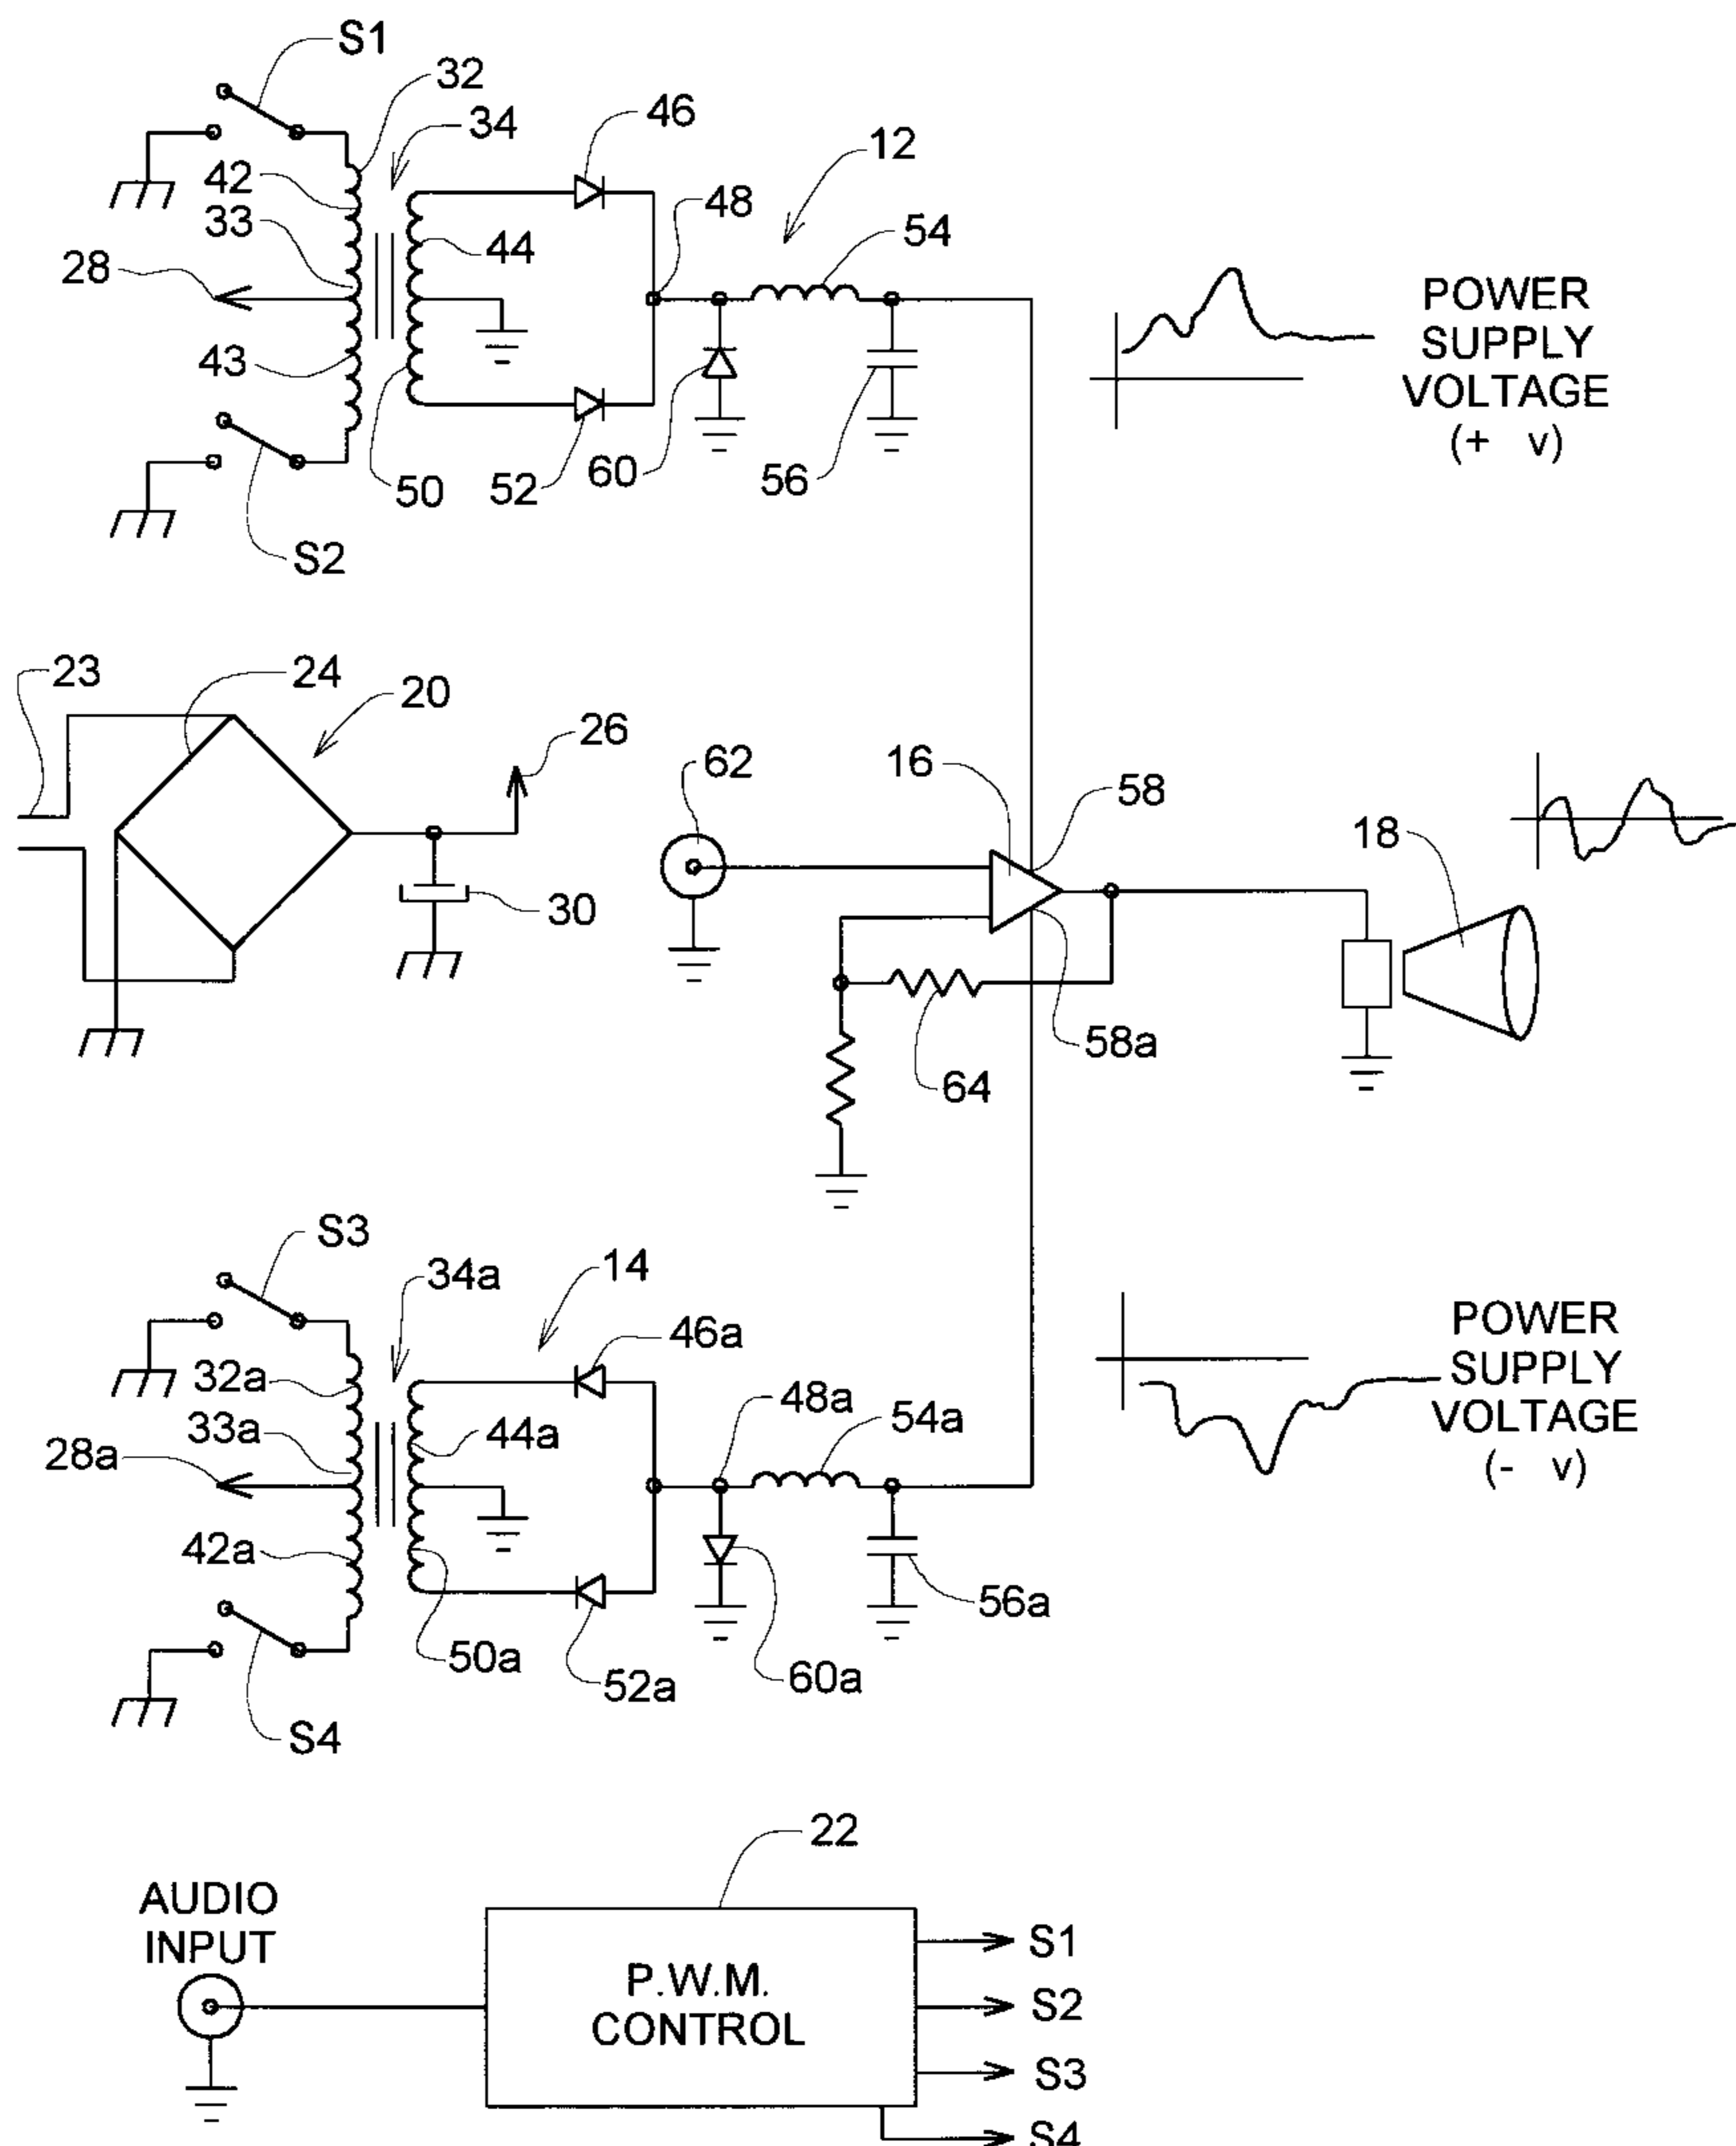 S1
32
34
46
12
42
33
48
54
44
28
POWER
SUPPLY
VOLTAGE
(+ v)
43
50
52
60
56
S2
23
24
20
26
62
16
58
18
30
58a
64
S3
34a
14
46a
32a
48a
54a
33a
44a
28a
POWER
SUPPLY
VOLTAGE
(- v)
42a
50a
52a
60a
56a
S4
22
AUDIO
INPUT
P.W.M.
CONTROL
S1
S2
S3
S4